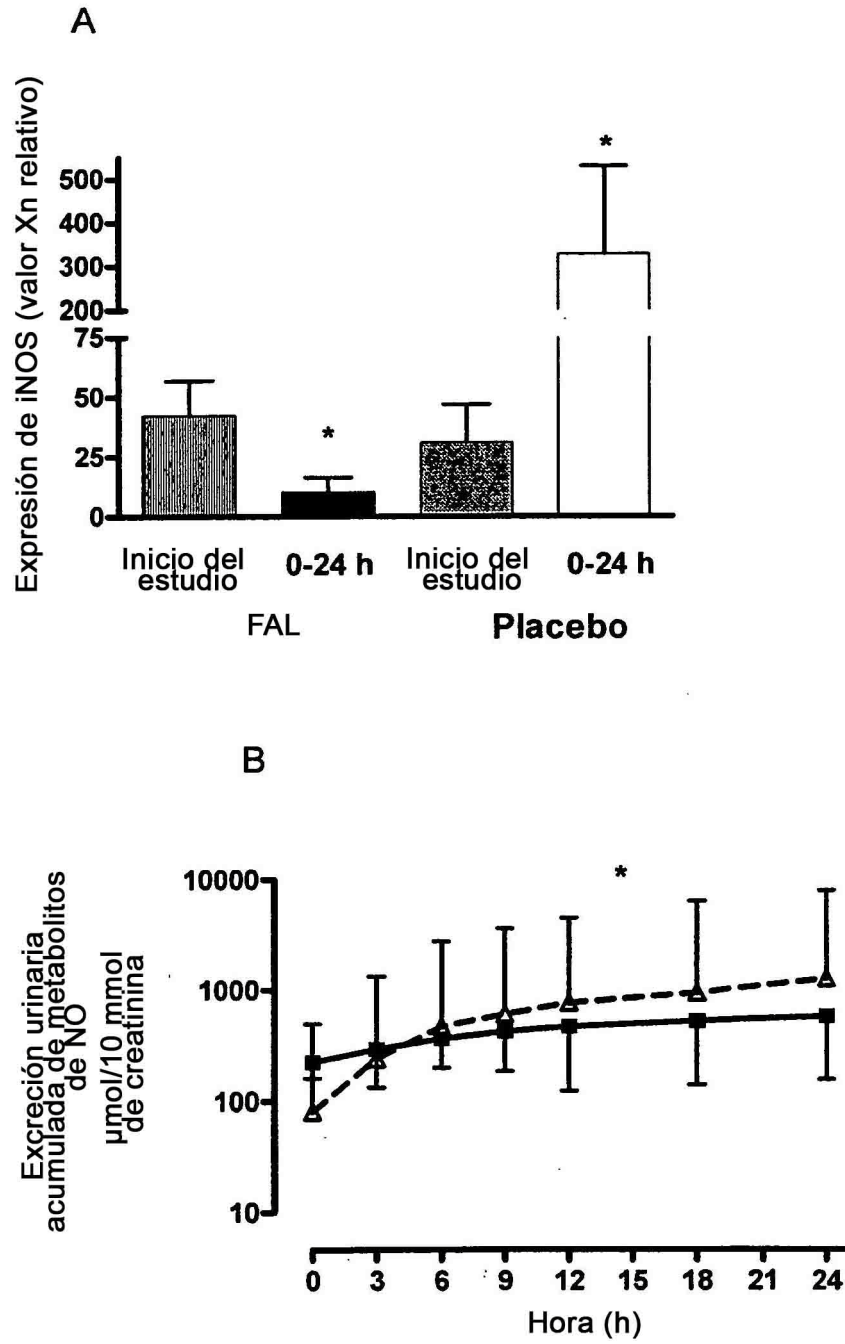 A
Expresión de iNOS (valor Xn relativo)
500
400
300
200
75
50
25
0
*
*
Inicio del
estudio
0-24 h
Inicio del
estudio
0-24 h
FAL
Placebo
B
Excreción urinaria
acumulada de metabolitos
de NO
µmol/10 mmol
de creatinina
*
10000
1000
100
10
0 3 6 9 12 15 18 21 24
Hora (h)